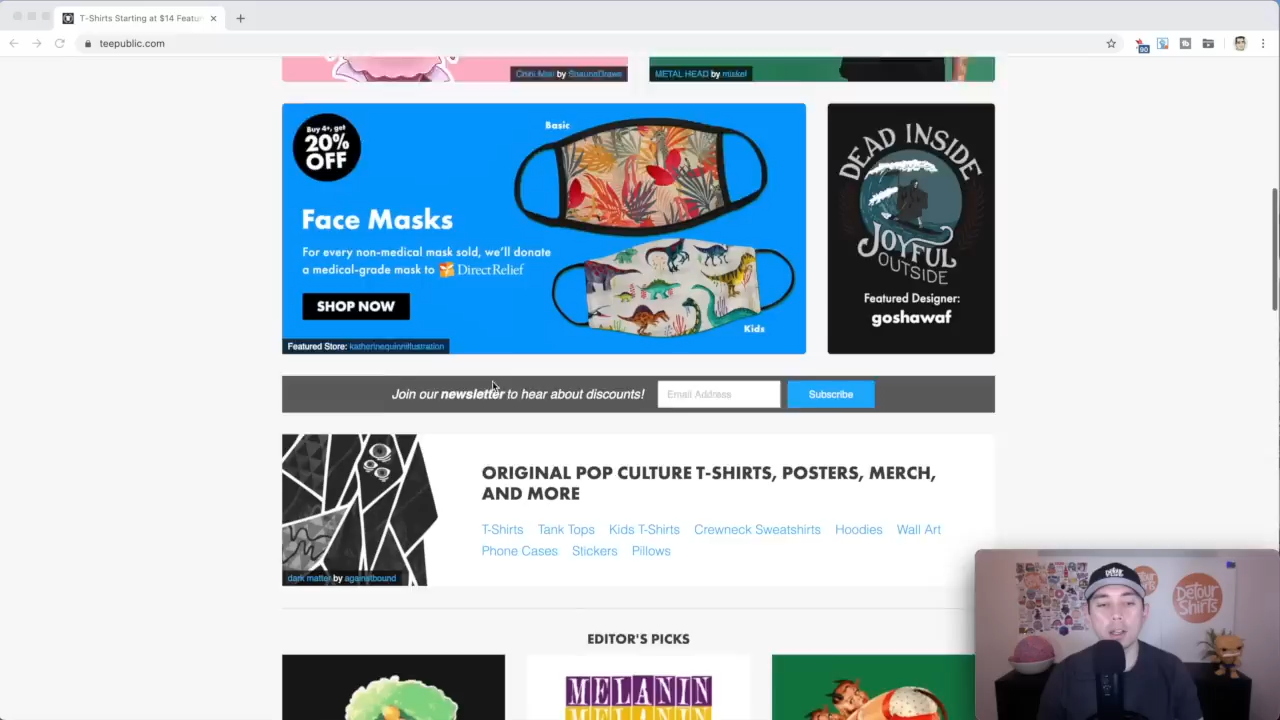 T-Shirts Starting at $14 Featu
teepublic.com
90
by ShaunaDrawe
METAL HEAD by miskel
Buy 4+, get
20%
OFF
Basic
Face Masks
For every non-medical mask sold, we'll donate
a medical-grade mask to DirectRelief
SHOP NOW
Kids
Featured Store: katherinequinnillustration
DEAD INSIDE
JOYFUL
OUTSIDE
Featured Designer:
goshawaf
Join our newsletter to hear about discounts!
Email Address
Subscribe
ORIGINAL POP CULTURE T-SHIRTS, POSTERS, MERCH,
AND MORE
T-Shirts Tank Tops Kids T-Shirts Crewneck Sweatshirts Hoodies Wall Art
Phone Cases Stickers Pillows
dark matter by againstbound
EDITOR'S PICKS
MELANIN
DETOUR
SHIRTS